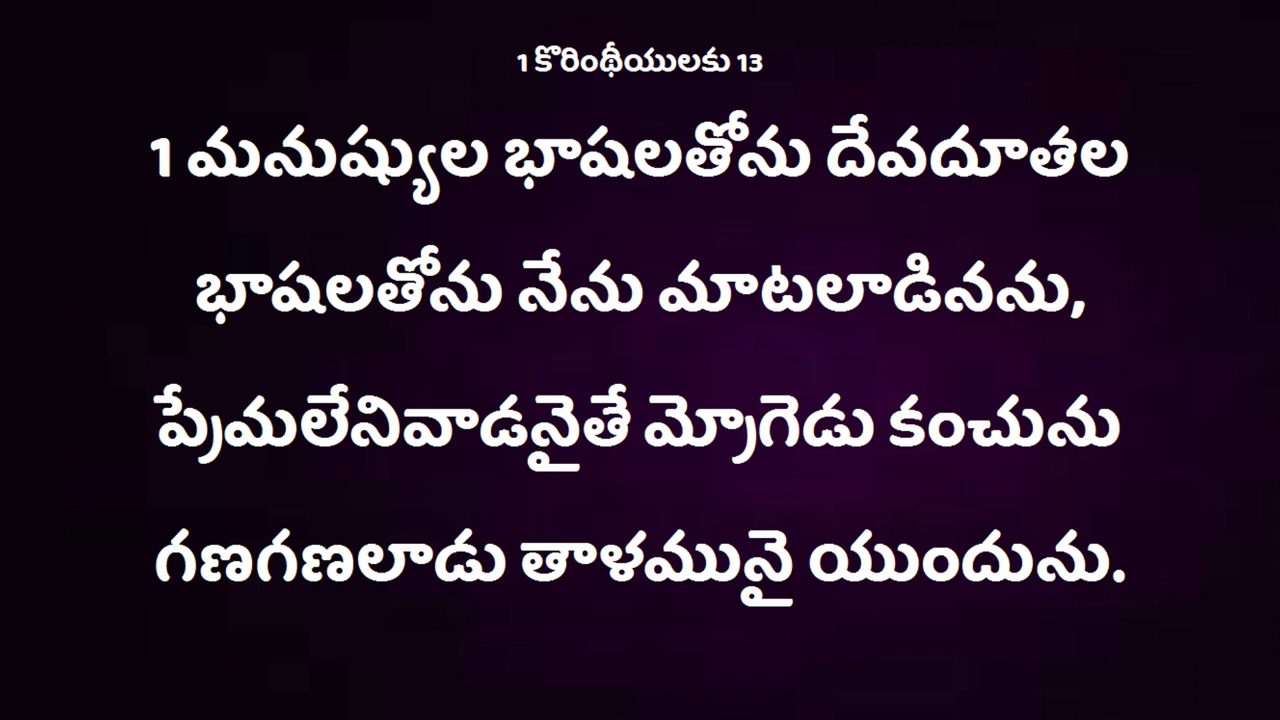 1 కొరింథీయులకు 13
1 మనుష్యుల భాషలతోను దేవదూతల
భాషలతోను నేను మాటలాడినను,
ప్రేమలేనివాడనైతే మ్రోగెడు కంచును
గణగణలాడు తాళమునై యుందును.